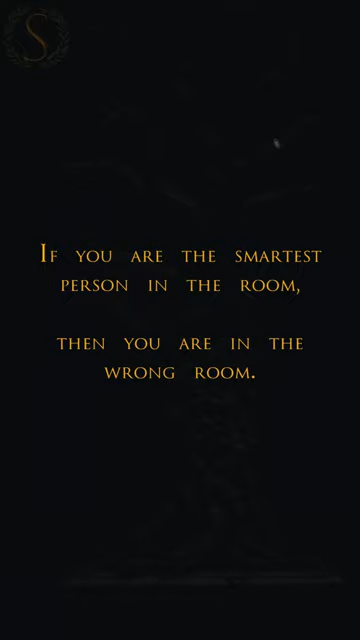 S
If you are the smartest
person in the room,
then you are in the
wrong room.